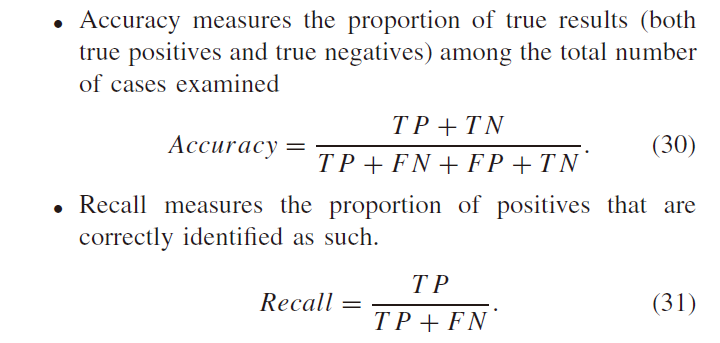 • Accuracy measures the proportion of true results (both
true positives and true negatives) among the total number
of cases examined
Accuracy = \frac{TP + TN}{TP + FN + FP + TN}. (30)
• Recall measures the proportion of positives that are
correctly identified as such.
Recall = \frac{TP}{TP + FN}. (31)